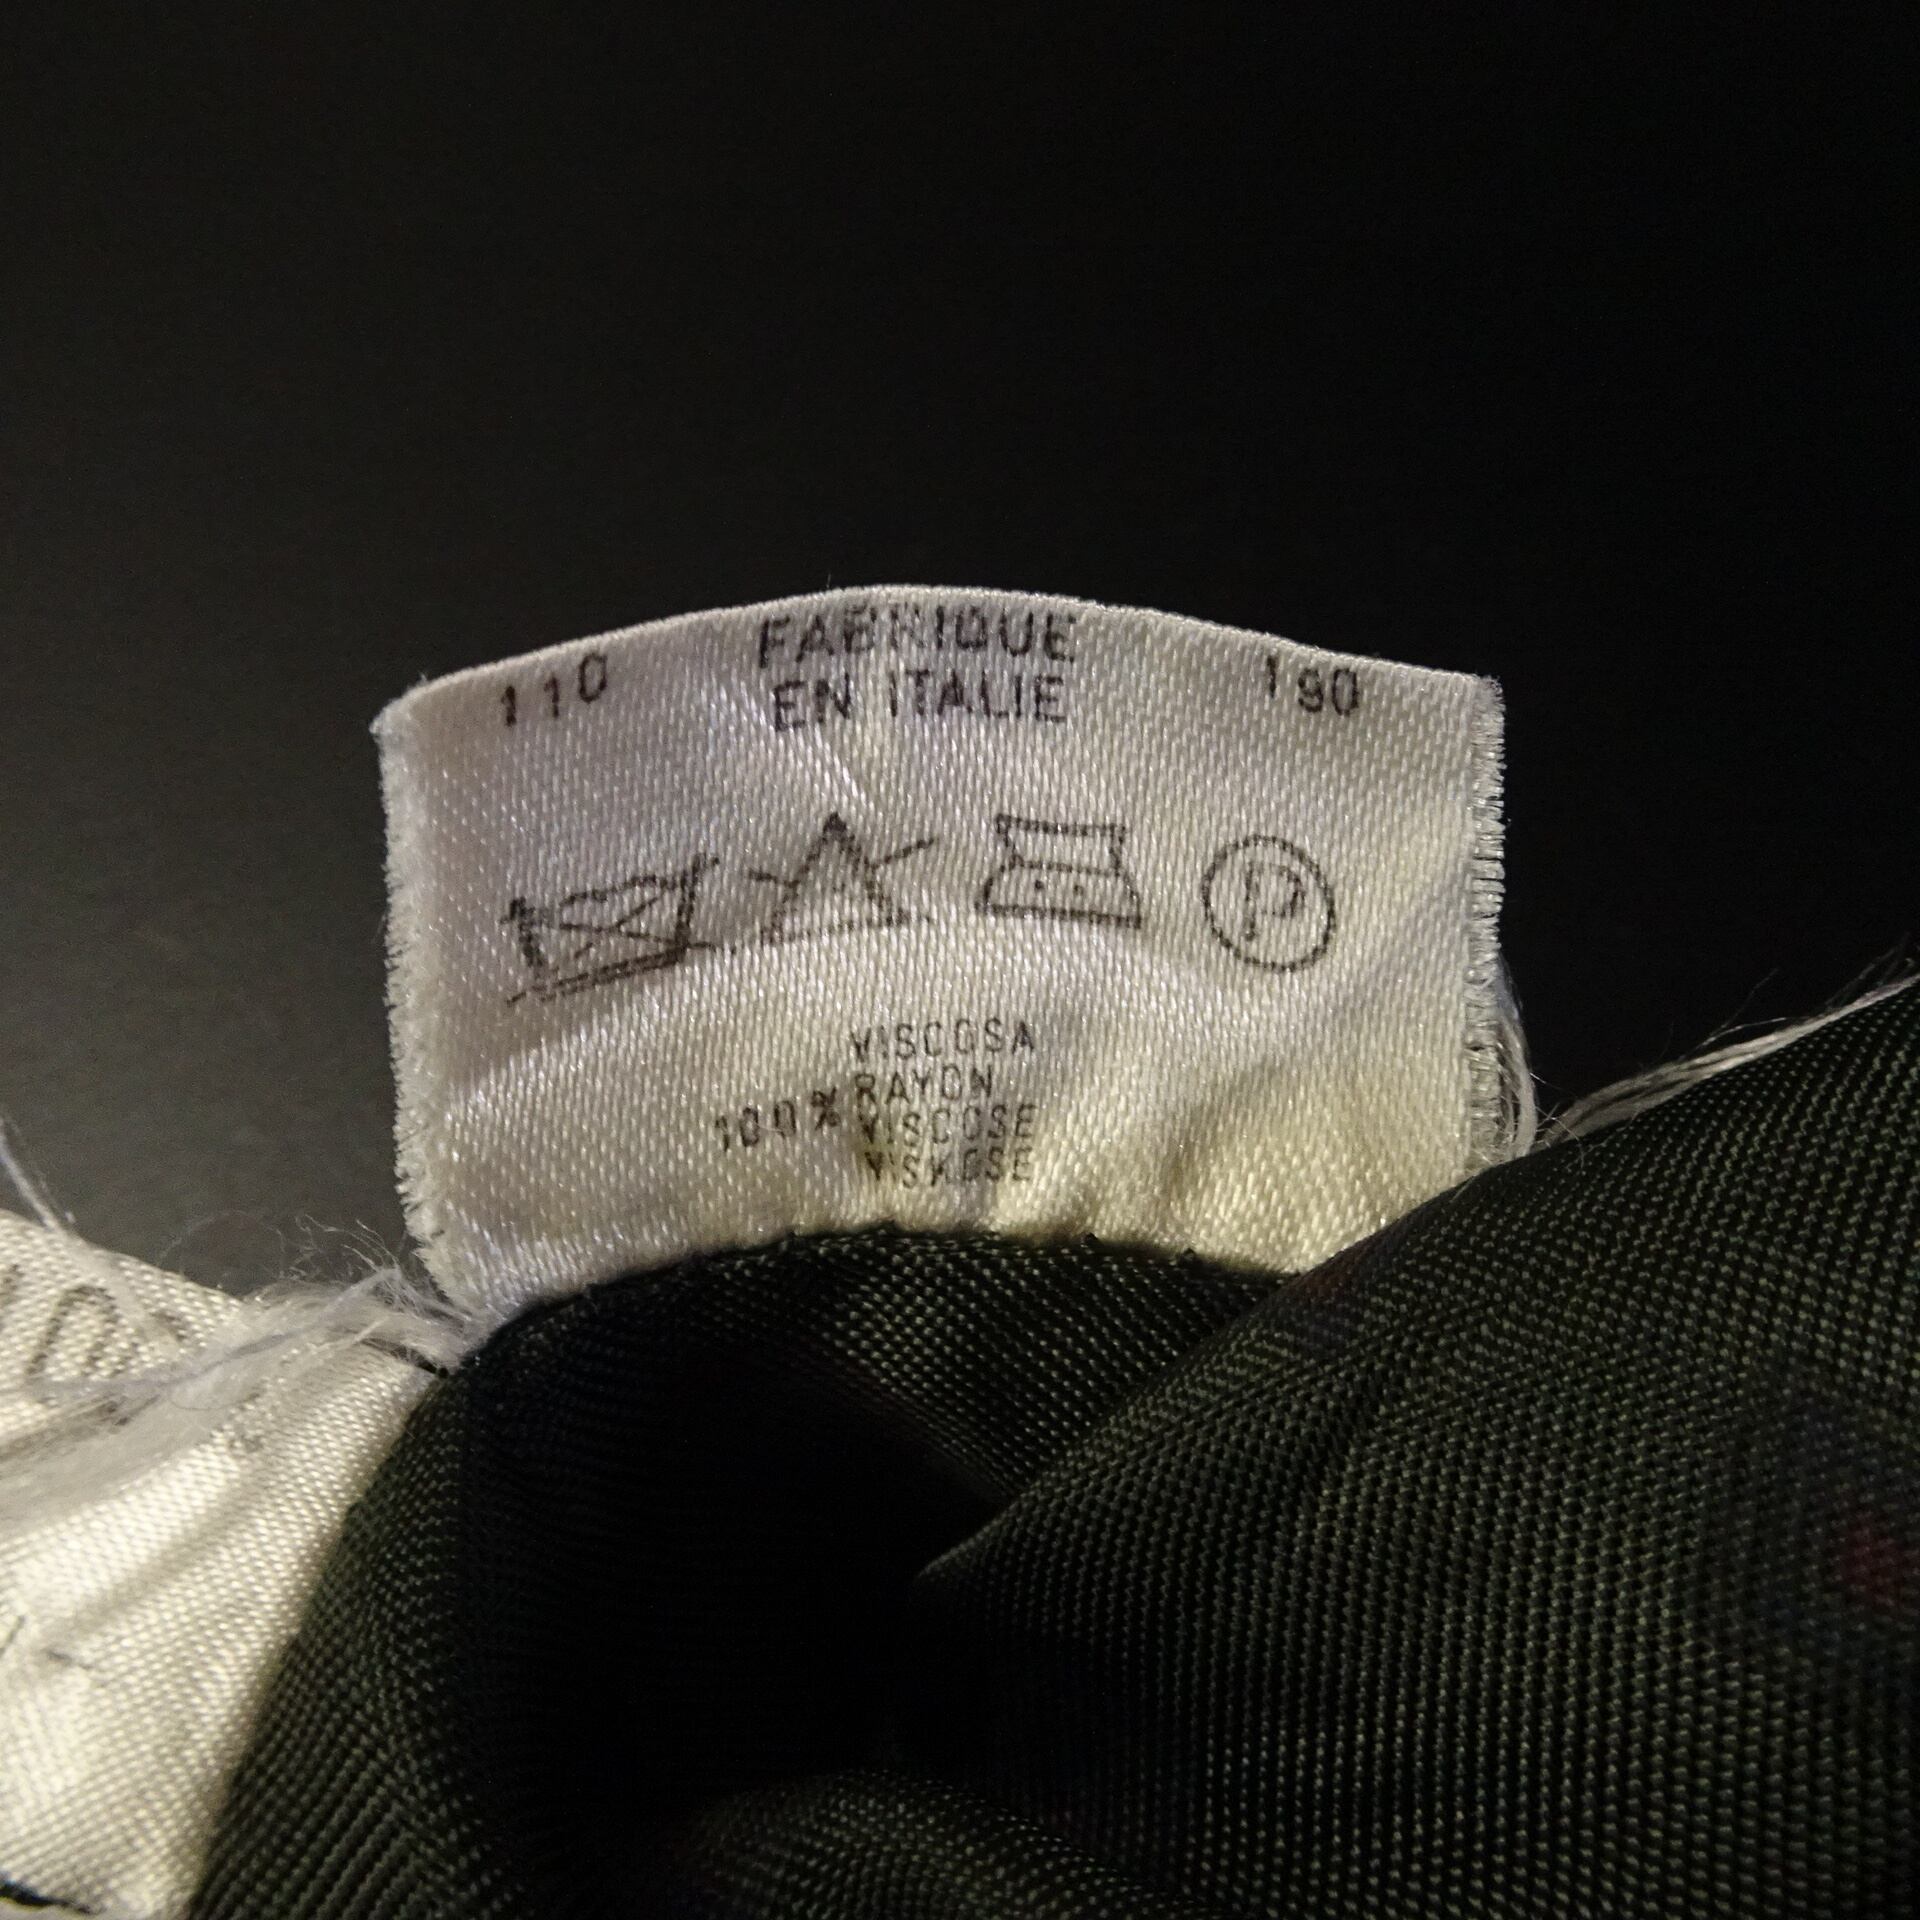 110 FABRIQUE 190
EN ITALIE
P
VISCOSA
RAYON
100% VISCOSE
VISKOSE